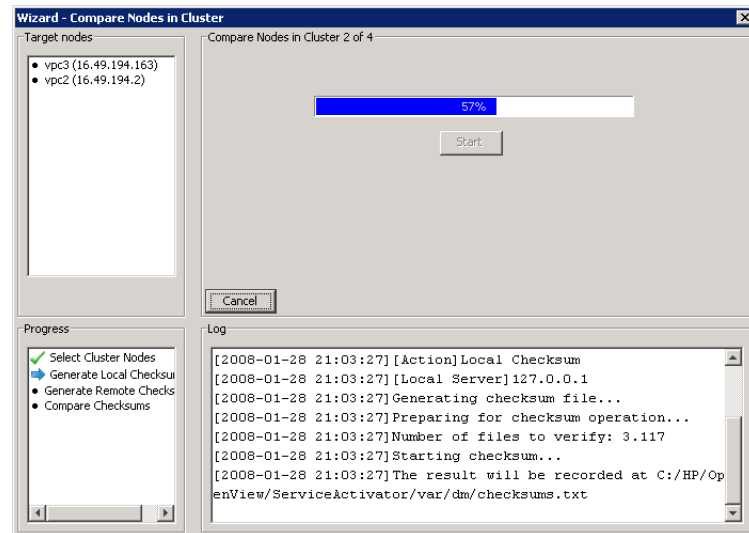 Wizard - Compare Nodes in Cluster
Target nodes
vpc3 (16.49.194.163)
vpc2 (16.49.194.2)
Compare Nodes in Cluster 2 of 4
57%
Start
Cancel
Progress
Select Cluster Nodes
Generate Local Checksu
Generate Remote Checks
Compare Checksums
Log
[2008-01-28 21:03:27][Action]Local Checksum
[2008-01-28 21:03:27][Local Server]127.0.0.1
[2008-01-28 21:03:27]Generating checksum file...
[2008-01-28 21:03:27]Preparing for checksum operation...
[2008-01-28 21:03:27]Number of files to verify: 3.117
[2008-01-28 21:03:27]Starting checksum...
[2008-01-28 21:03:27]The result will be recorded at C:/HP/Op
enView/ServiceActivator/var/dm/checksums.txt